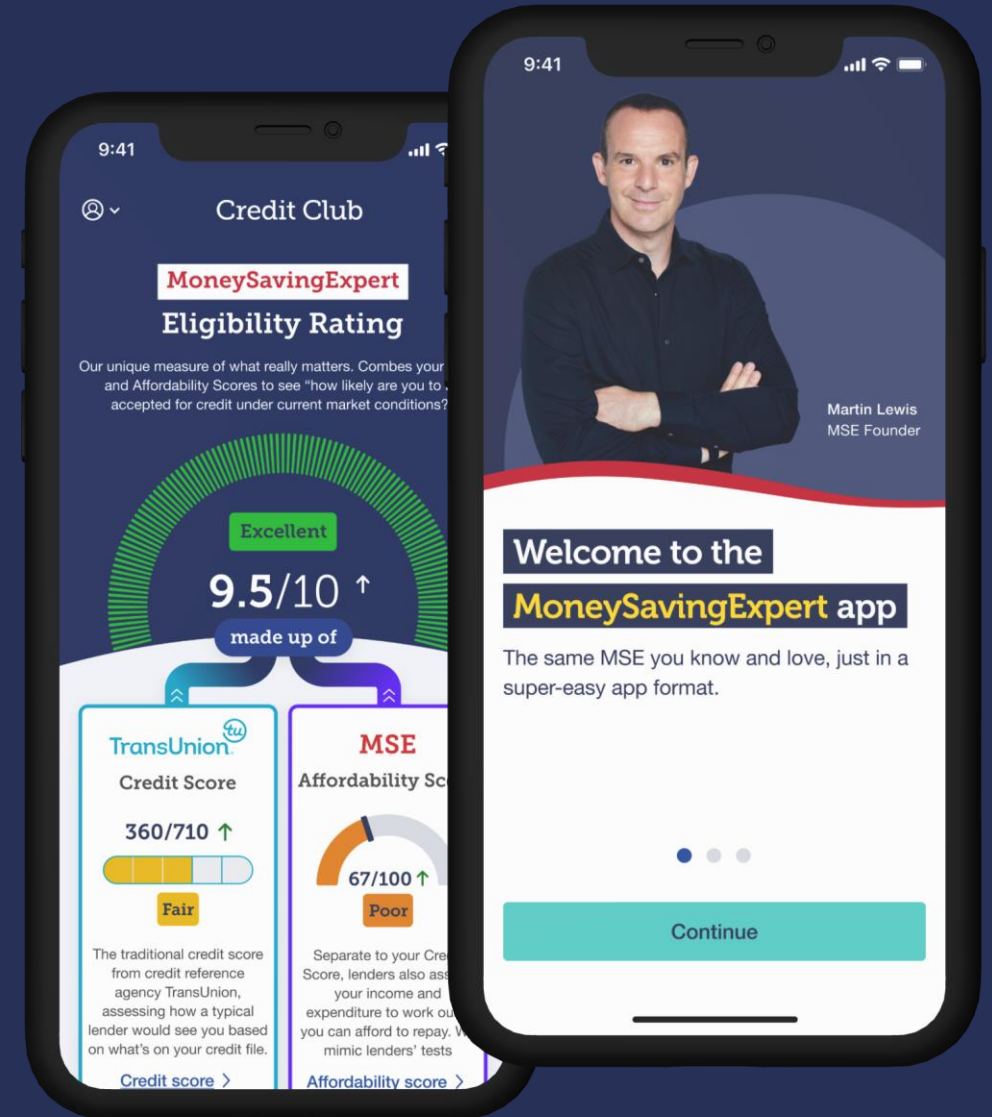 9:41
Credit Club
MoneySavingExpert
Eligibility Rating
Our unique measure of what really matters. Combes your
and Affordability Scores to see “how likely are you to
accepted for credit under current market conditions?
Excellent
9.5/10 ↑
made up of
TransUnion
tu
Credit Score
360/710 ↑
Fair
The traditional credit score
from credit reference
agency TransUnion,
assessing how a typical
lender would see you based
on what's on your credit file.
Credit score >
MSE
Affordability Sc
67/100 ↑
Poor
Separate to your Cre
Score, lenders also ass
your income and
expenditure to work ou
you can afford to repay. W
mimic lenders' tests
Affordability score >
9:41
Martin Lewis
MSE Founder
Welcome to the
MoneySavingExpert app
The same MSE you know and love, just in a
super-easy app format.
Continue